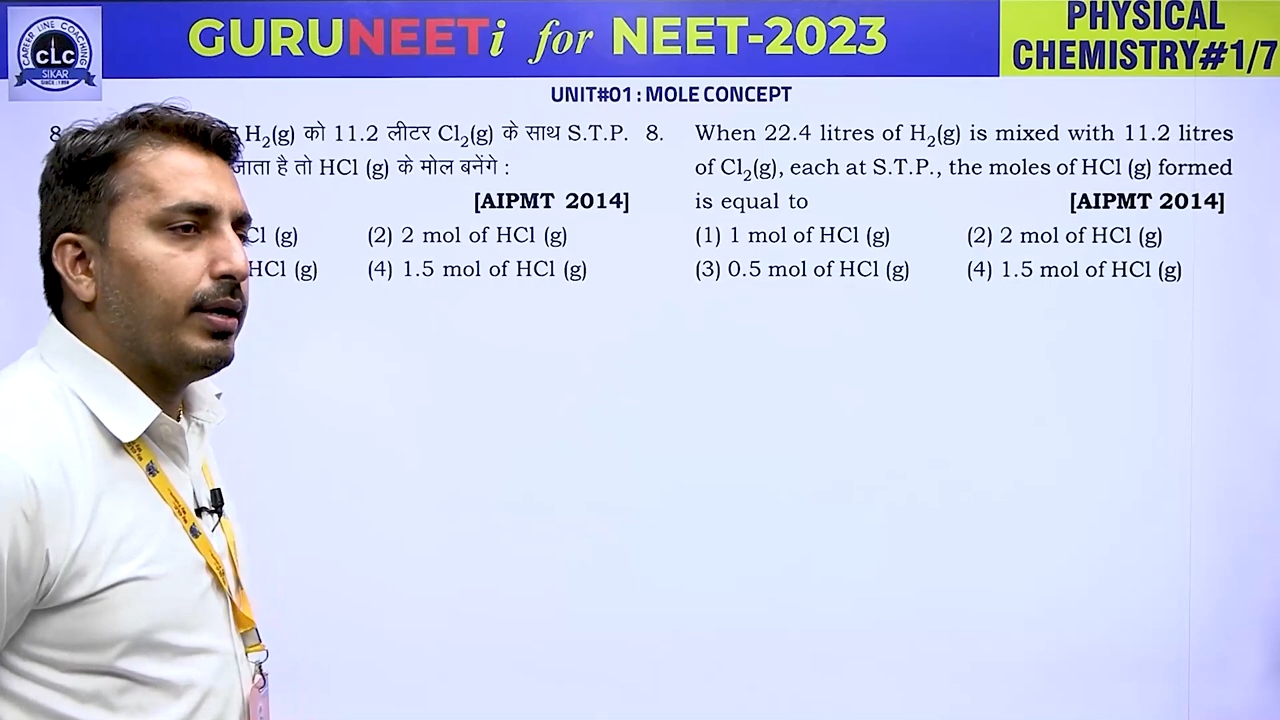 CAREER LINE COACHING
CLC
SIKAR
SINCE : 1996
GURUNEETi for NEET-2023
PHYSICAL
CHEMISTRY#1/7
UNIT#01 : MOLE CONCEPT
8
H₂(g) को 11.2 लीटर Cl₂(g) के साथ S.T.P.
जाता है तो HCl (g) के मोल बनेंगे :
[AIPMT 2014]
Cl (g) (2) 2 mol of HCl (g)
HCl (g) (4) 1.5 mol of HCl (g)
8. When 22.4 litres of H₂(g) is mixed with 11.2 litres
of Cl₂(g), each at S.T.P., the moles of HCl (g) formed
is equal to [AIPMT 2014]
(1) 1 mol of HCl (g) (2) 2 mol of HCl (g)
(3) 0.5 mol of HCl (g) (4) 1.5 mol of HCl (g)